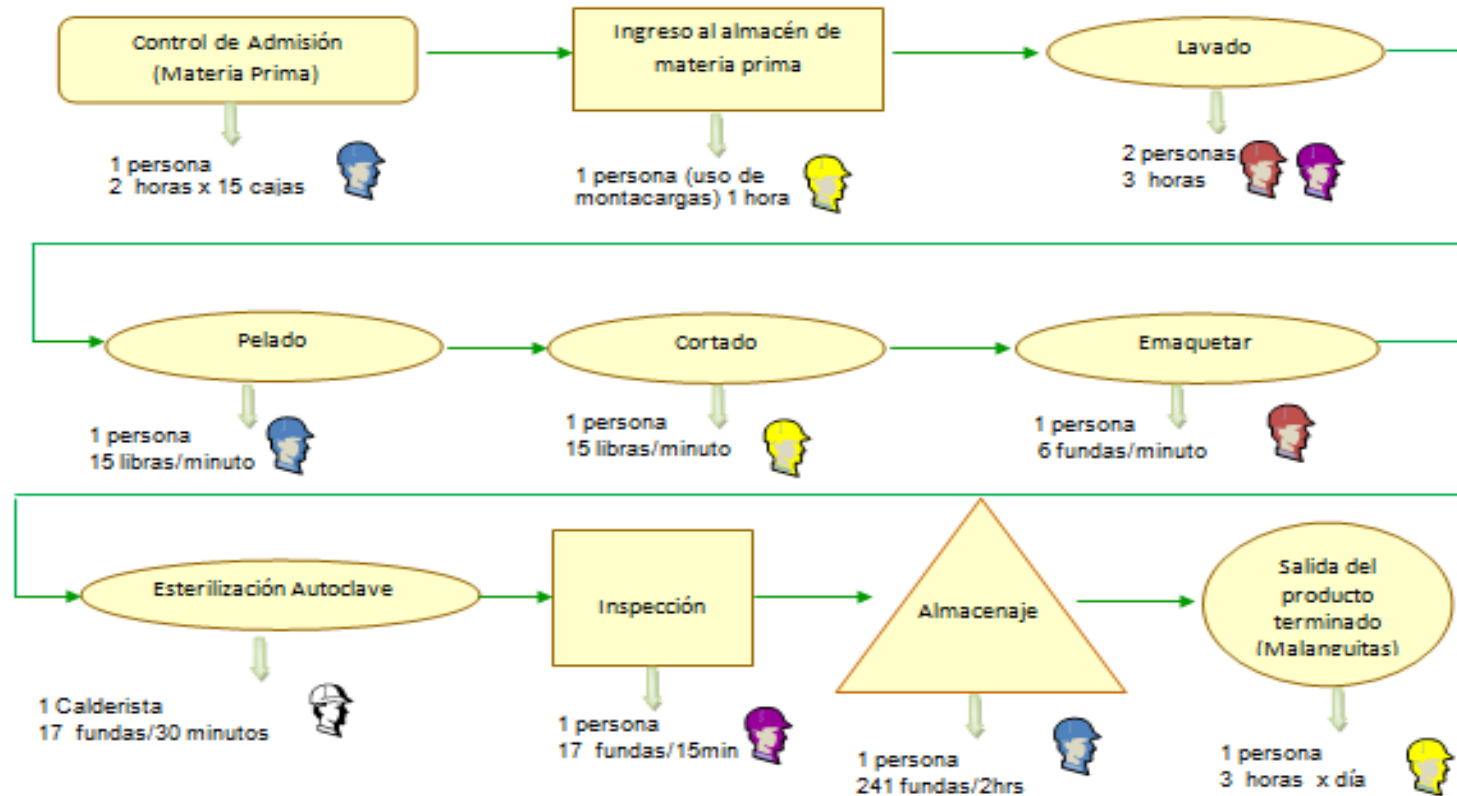 Control de Admisión
(Materia Prima)
1 persona
2 horas x 15 cajas
Ingreso al almacén de
materia prima
1 persona (uso de
montacargas) 1 hora
Lavado
2 personas
3 horas
Pelado
1 persona
15 libras/minuto
Cortado
1 persona
15 libras/minuto
Emaquetar
1 persona
6 fundas/minuto
Esterilización Autoclave
1 Calderista
17 fundas/30 minutos
Inspección
1 persona
17 fundas/15min
Almacenaje
1 persona
241 fundas/2hrs
Salida del
producto
terminado
(Malanguitas)
1 persona
3 horas x día